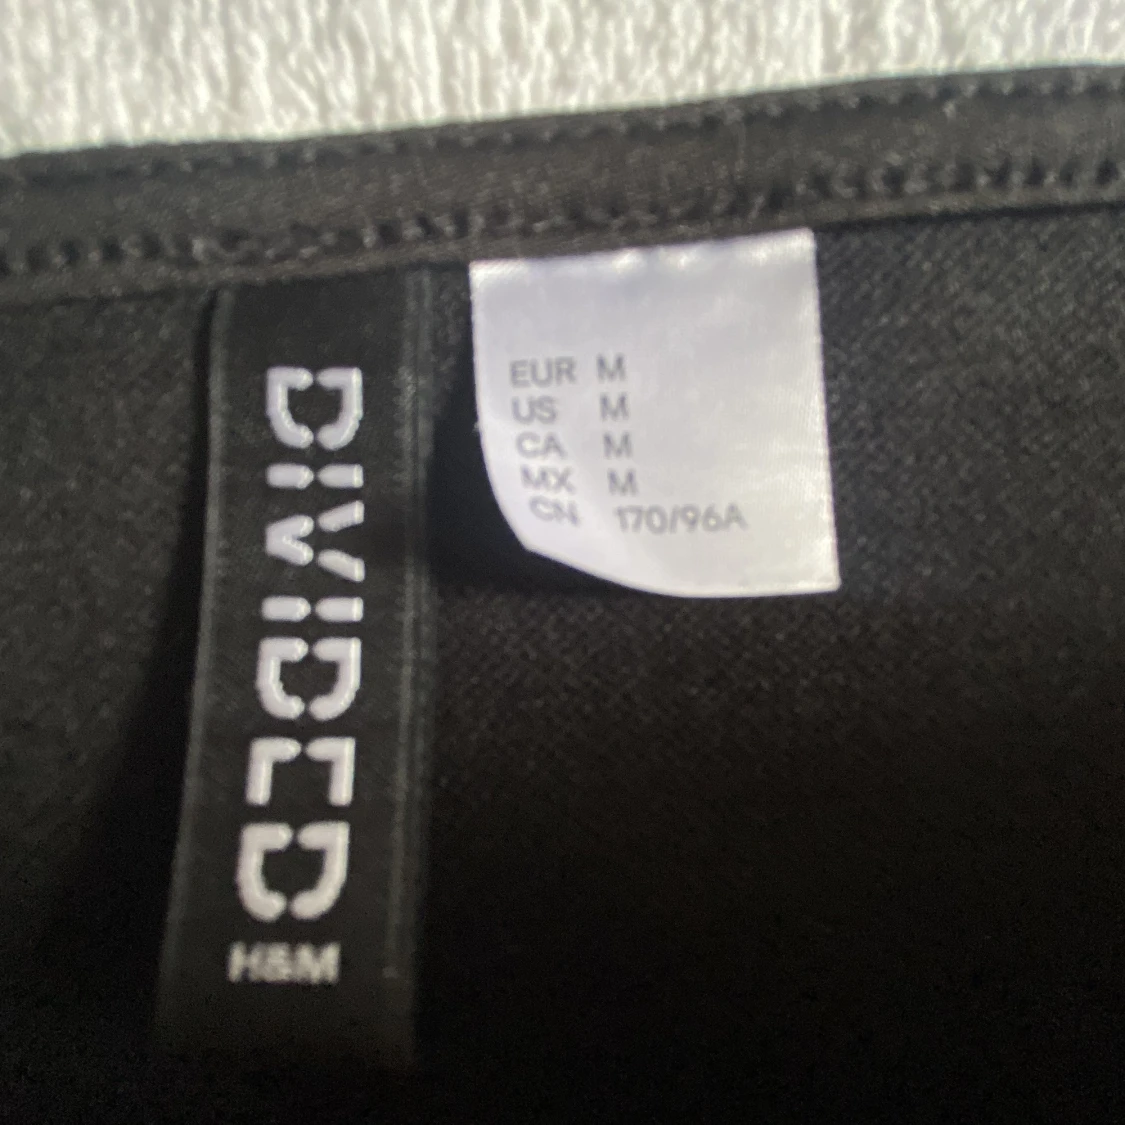 DIVIDED
H&M
EUR M
US M
CA M
MX M
CN 170/96A